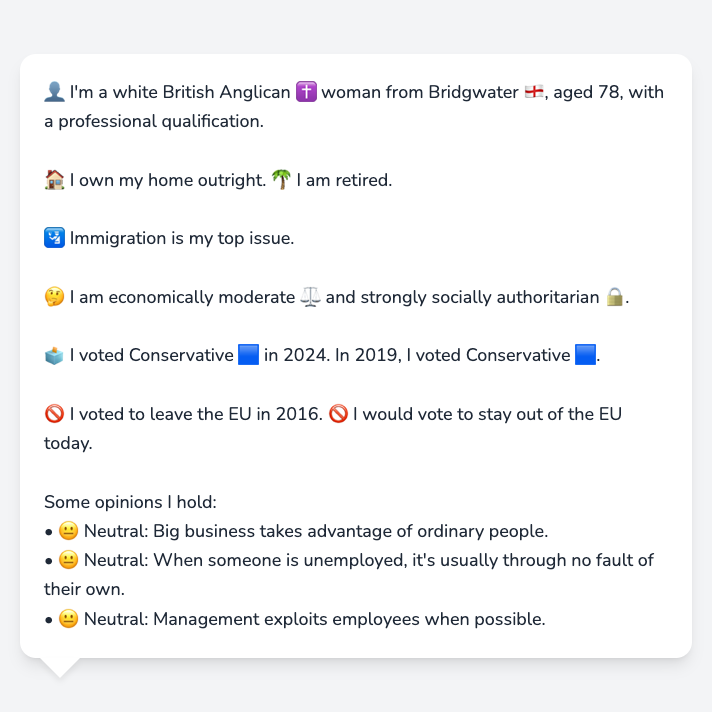 👤 I'm a white British Anglican ✝️ woman from Bridgwater 🏴󠁧󠁢󠁥󠁮󠁧󠁿, aged 78, with
a professional qualification.
🏠 I own my home outright. 🌴 I am retired.
🛂 Immigration is my top issue.
🤔 I am economically moderate ⚖️ and strongly socially authoritarian 🔒.
🗳️ I voted Conservative 🟦 in 2024. In 2019, I voted Conservative 🟦.
🚫 I voted to leave the EU in 2016. 🚫 I would vote to stay out of the EU
today.
Some opinions I hold:
• 😐 Neutral: Big business takes advantage of ordinary people.
• 😐 Neutral: When someone is unemployed, it's usually through no fault of
their own.
• 😐 Neutral: Management exploits employees when possible.